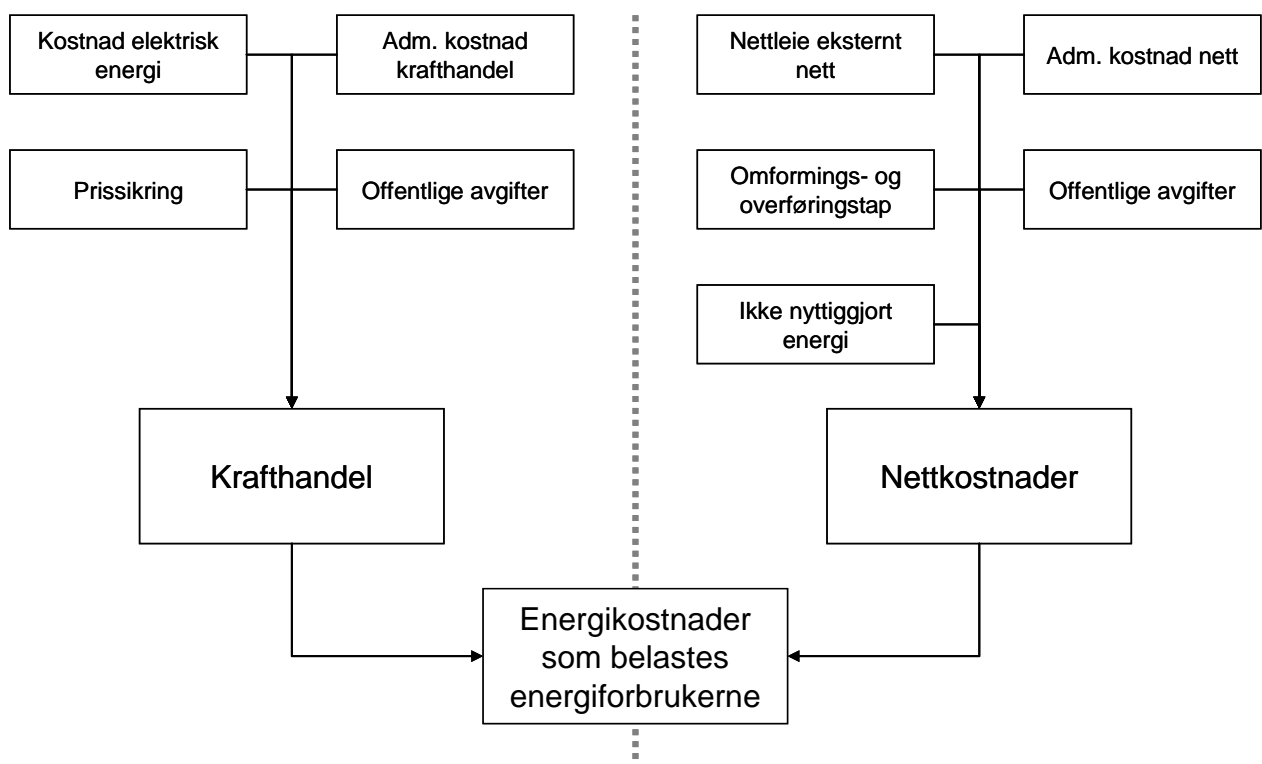 Kostnad elektrisk
energi
Adm. kostnad
krafthandel
Prissikring
Offentlige avgifter
Krafthandel
Nettleie eksternt
nett
Adm. kostnad nett
Omformings- og
overføringstap
Offentlige avgifter
Ikke nyttiggjort
energi
Nettkostnader
Energikostnader
som belastes
energiforbrukerne